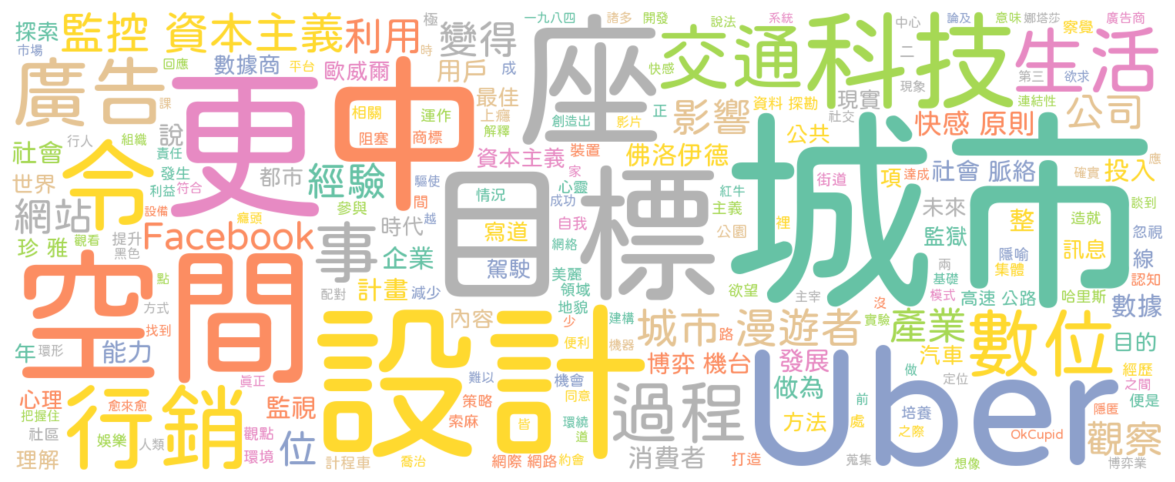 城市
Uber
設計
空間
更
中
目標
座
科技
令
事
數位
行銷
過程
交通
生活
廣告
監控
資本主義
利用
變得
影響
公司
經驗
網站
Facebook
城市 漫遊者
產業
觀察
探索
市場
回應
數據商
歐威爾
用戶
平台
極
時
成
一九八四
諸多
開發
說法
系統
中心
論及
意味
娜塔莎
察覺
廣告商
二
第三
欲求
現象
連結性
快感
最佳
上癮
解釋
創造出
影片
正
資料 探勘
現實
社交
快感 原則
公共
課
相關
運作
阻塞
商標
行人
組織
說
責任
社會
發生
利益
符合
世界
設備
龐頭
都市
驅使
間
參與
越
時代
資本主義
裝置
家
佛洛伊德
情況
心靈
成功
紅牛
主義
自我
公園
街道
項
達成
社會 脈絡
投入
應
確實
談到
未來
裡
監獄
整
造就
忽視
隱喻
集體
訊息
線
認知
兩
基礎
模式
高速 公路
哈里斯
數據
珍 雅
觀看
提升
黑色
寫道
網絡
駕駛
企業
計畫
減少
配對
美麗
領域
地貌
少
欲望
主宰
沒
實驗
點
方式
找到
年
環形
能力
真正
內容
建構
便利
機器
路
博弈 機台
發展
做為
汽車
做
定位
目的
經歷
之間
便是
心理
把握住
愈來愈
社區
娛樂
人類
理解
監視
觀點
環境
位
難以
策略
索麻
機會
同意
皆
環繞
道
計程車
喬治
網際 網路
約會
消費者
打造
方法
前
處
培養
之際
蒐集
想像
OkCupid
隱匿
博弈業